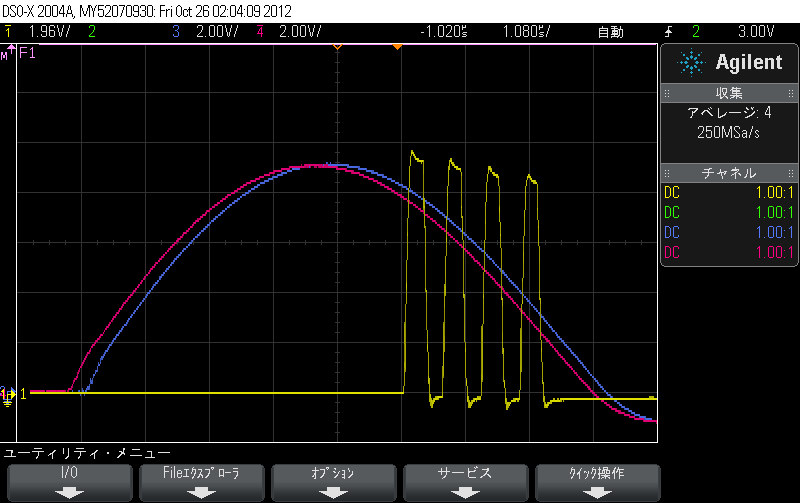 DSO-X 2004A, MY52070930: Fri Oct 26 02:04:09 2012
1 1.96V/ 2 3 2.00V/ 4 2.00V/ -1.020s 1.080s/ 自動 2 3.00V
M F1
Agilent
収集
アベレージ: 4
250MSa/s
チャネル
DC 1.00:1
DC 1.00:1
DC 1.00:1
DC 1.00:1
1
ユーティリティ・メニュー
I/O Fileエクスプローラ オプション サービス クイック操作